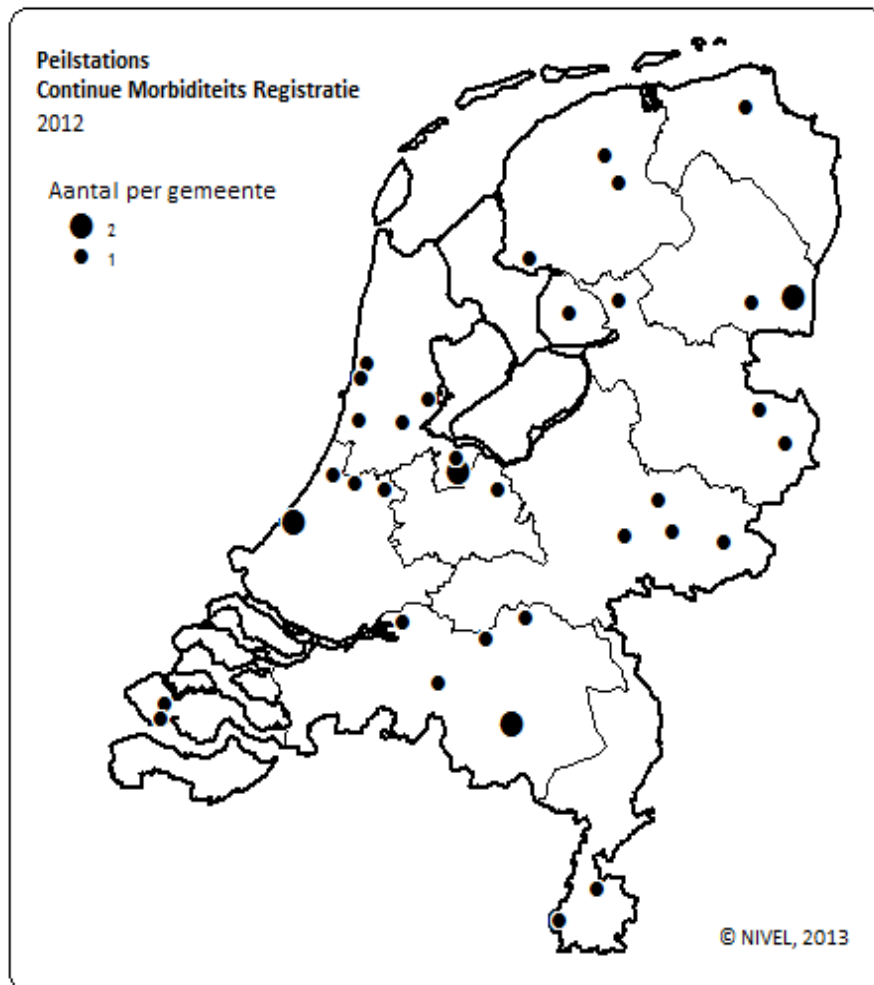 Peilstations
Continue Morbiditeits Registratie
2012
Aantal per gemeente
2
1
© NIVEL, 2013